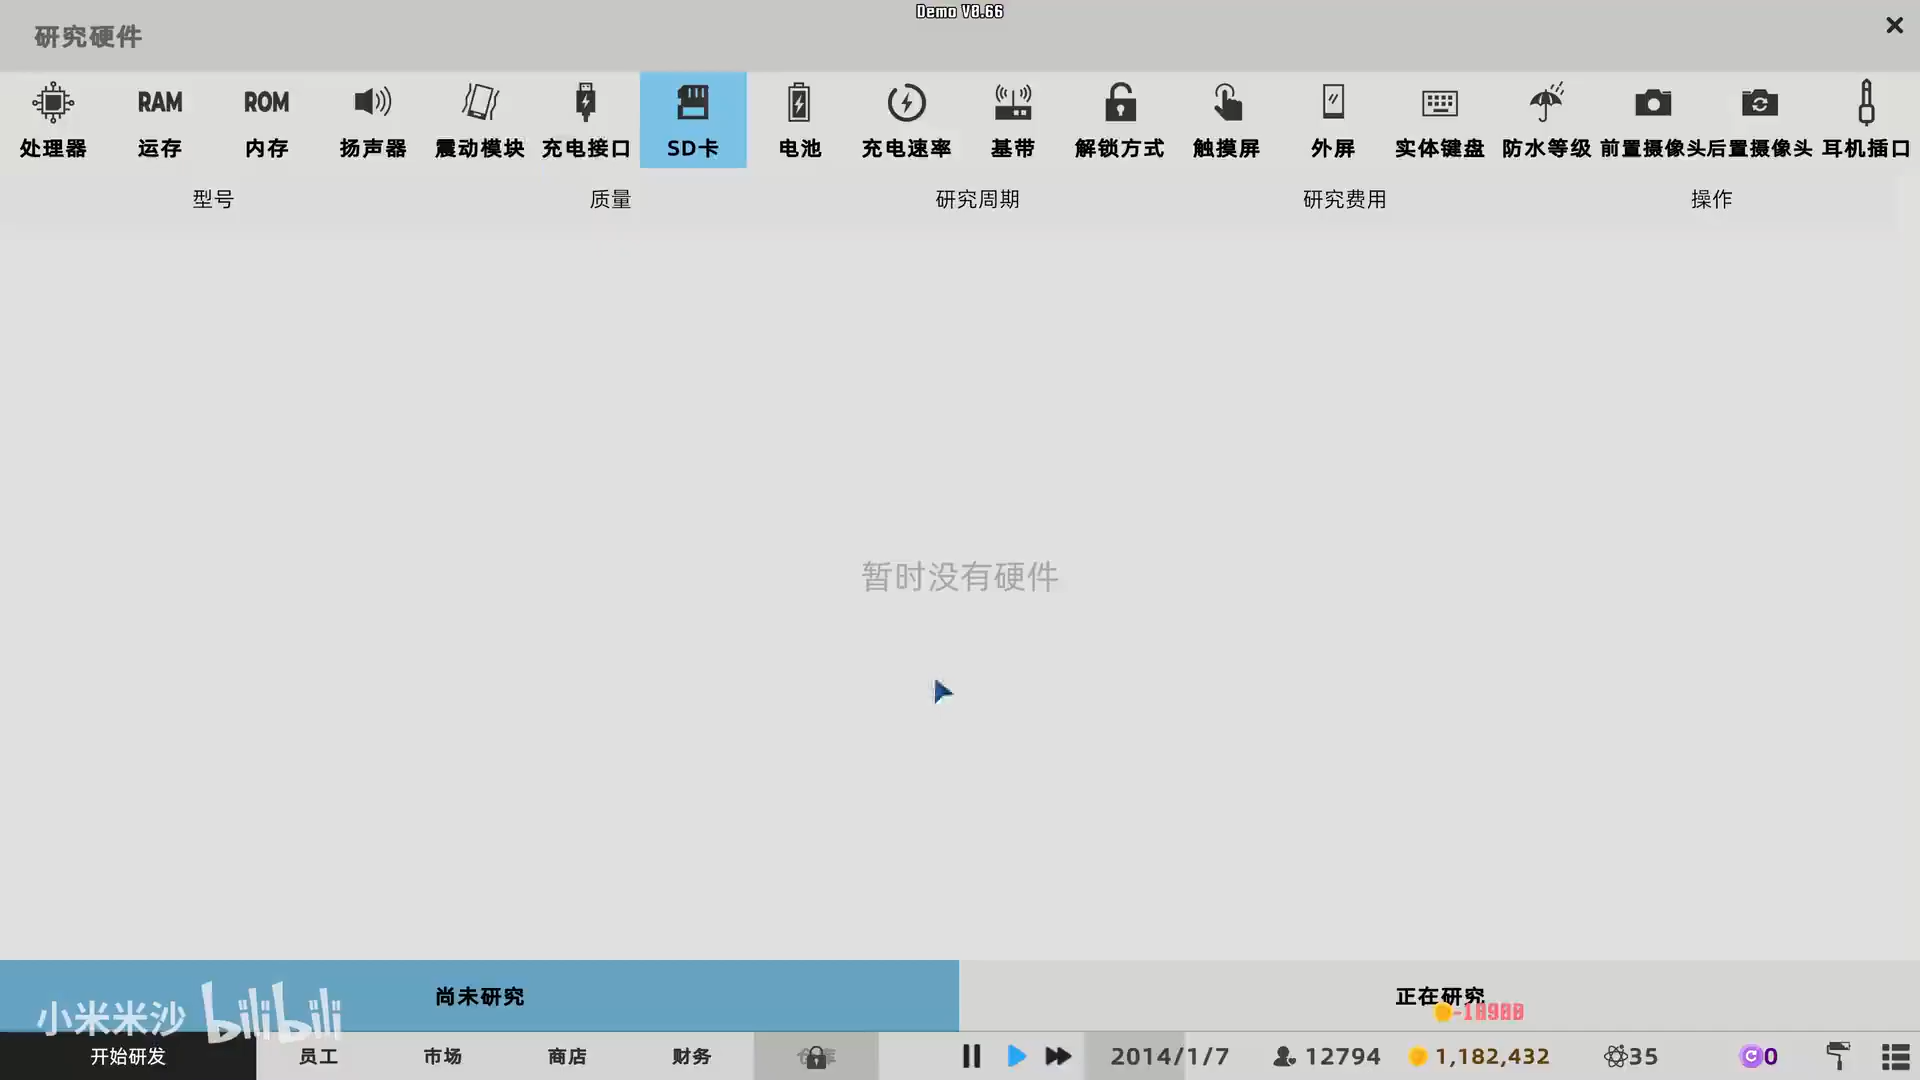 Demo V0.66
研究硬件
RAM ROM
处理器 运存 内存 扬声器 震动模块 充电接口 SD卡 电池 充电速率 基带 解锁方式 触摸屏 外屏 实体键盘 防水等级 前置摄像头 后置摄像头 耳机插口
型号 质量 研究周期 研究费用 操作
暂时没有硬件
尚未研究 正在研究
-18900
小米米沙 bilibili
开始研发 员工 市场 商店 财务 2014/1/7 12794 1,182,432 35 0